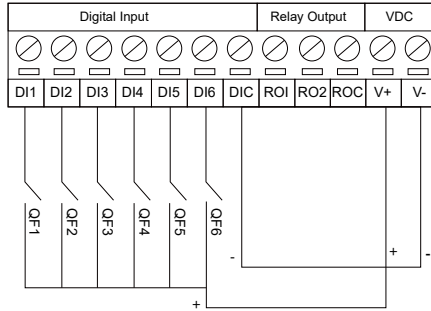 Digital Input Relay Output VDC
DI1 DI2 DI3 DI4 DI5 DI6 DIC ROI RO2 ROC V+ V-
QF1 QF2 QF3 QF4 QF5 QF6
- + -
+